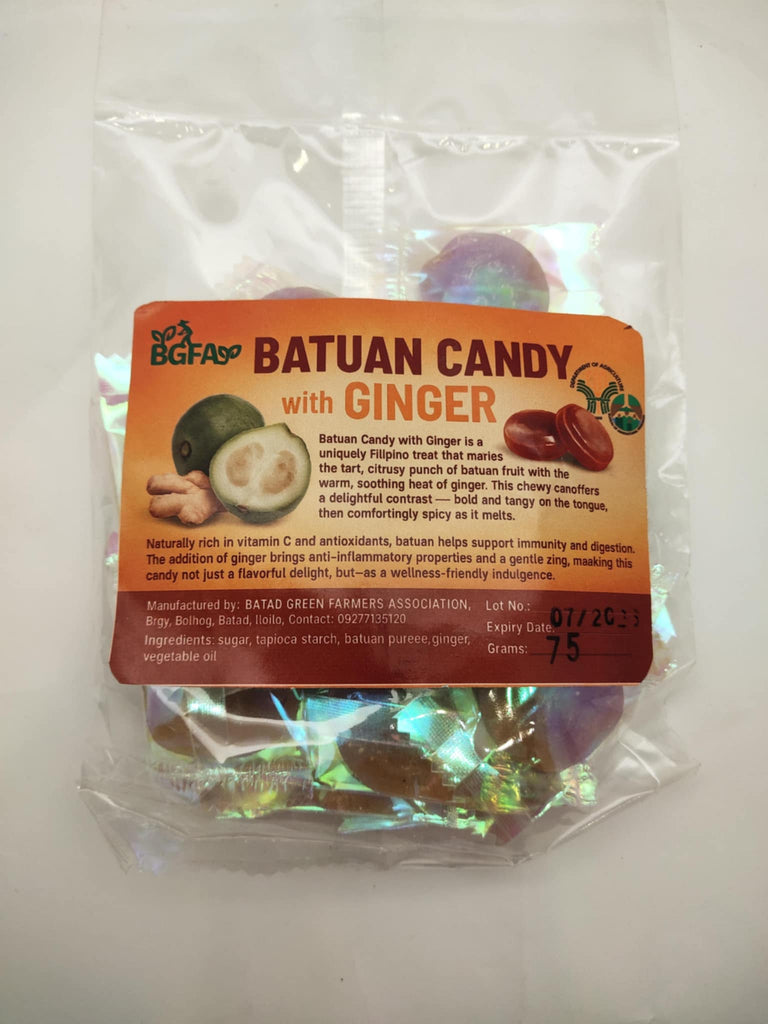 BGFA
BATUAN CANDY
with GINGER
DEPARTMENT OF AGRICULTURE
Batuan Candy with Ginger is a
uniquely Filipino treat that maries
the tart, citrusy punch of batuan fruit with the
warm, soothing heat of ginger. This chewy canoffers
a delightful contrast — bold and tangy on the tongue,
then comfortingly spicy as it melts.
Naturally rich in vitamin C and antioxidants, batuan helps support immunity and digestion.
The addition of ginger brings anti-inflammatory properties and a gentle zing, maaking this
candy not just a flavorful delight, but—as a wellness-friendly indulgence.
Manufactured by: BATAD GREEN FARMERS ASSOCIATION,
Brgy, Bolhog, Batad, Iloilo, Contact: 09277135120
Ingredients: sugar, tapioca starch, batuan pureee,ginger,
vegetable oil
Lot No.:
Expiry Date:
Grams: 75